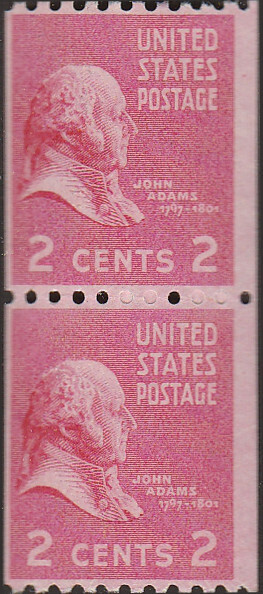 UNITED
STATES
POSTAGE
JOHN
ADAMS
1797-1801
2 CENTS 2
UNITED
STATES
POSTAGE
JOHN
ADAMS
1797-1801
2 CENTS 2